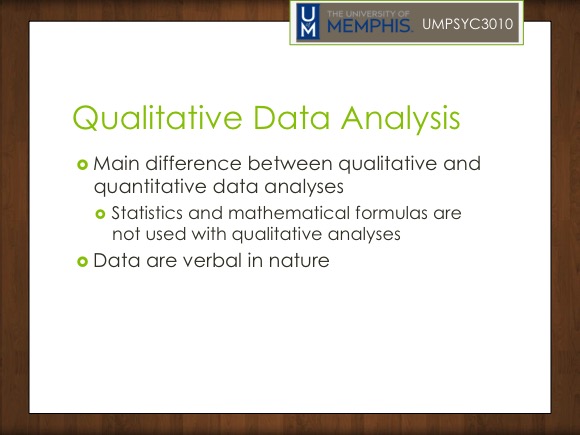 UM
THE UNIVERSITY OF
MEMPHIS.
UMPSYC3010
Qualitative Data Analysis
Main difference between qualitative and
quantitative data analyses
Statistics and mathematical formulas are
not used with qualitative analyses
Data are verbal in nature